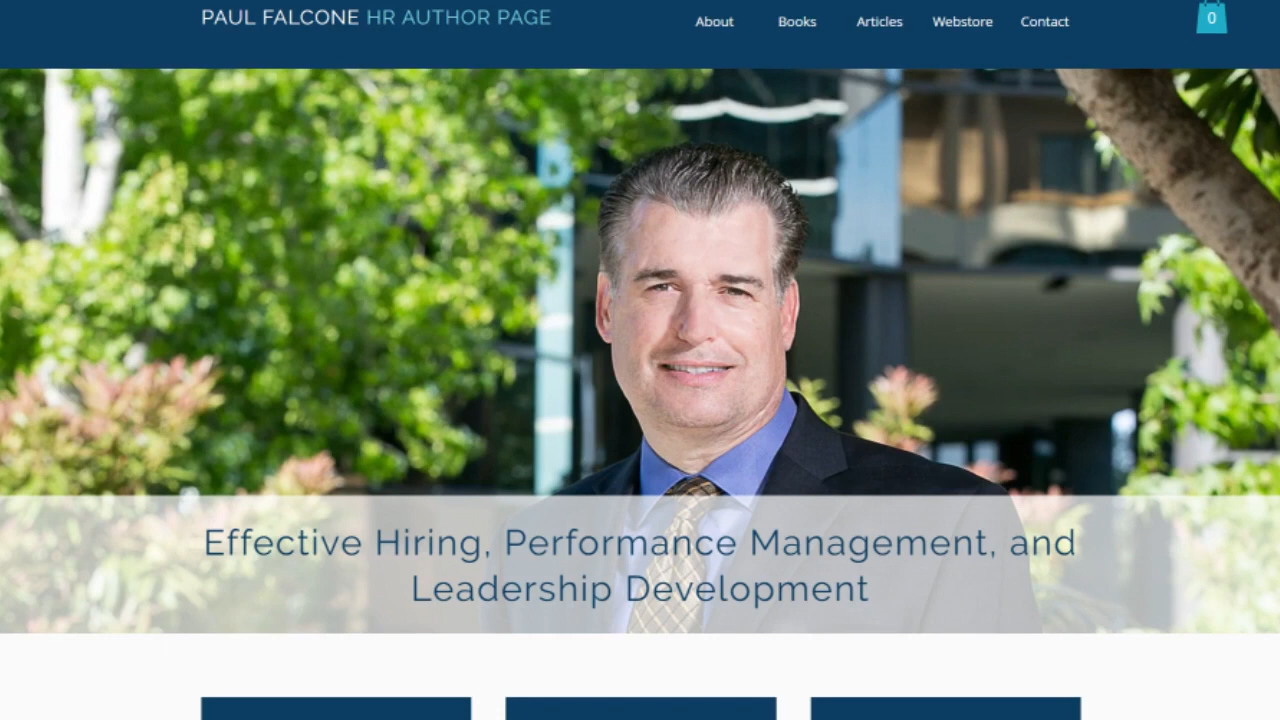 PAUL FALCONE HR AUTHOR PAGE
About Books Articles Webstore Contact
0
Effective Hiring, Performance Management, and
Leadership Development